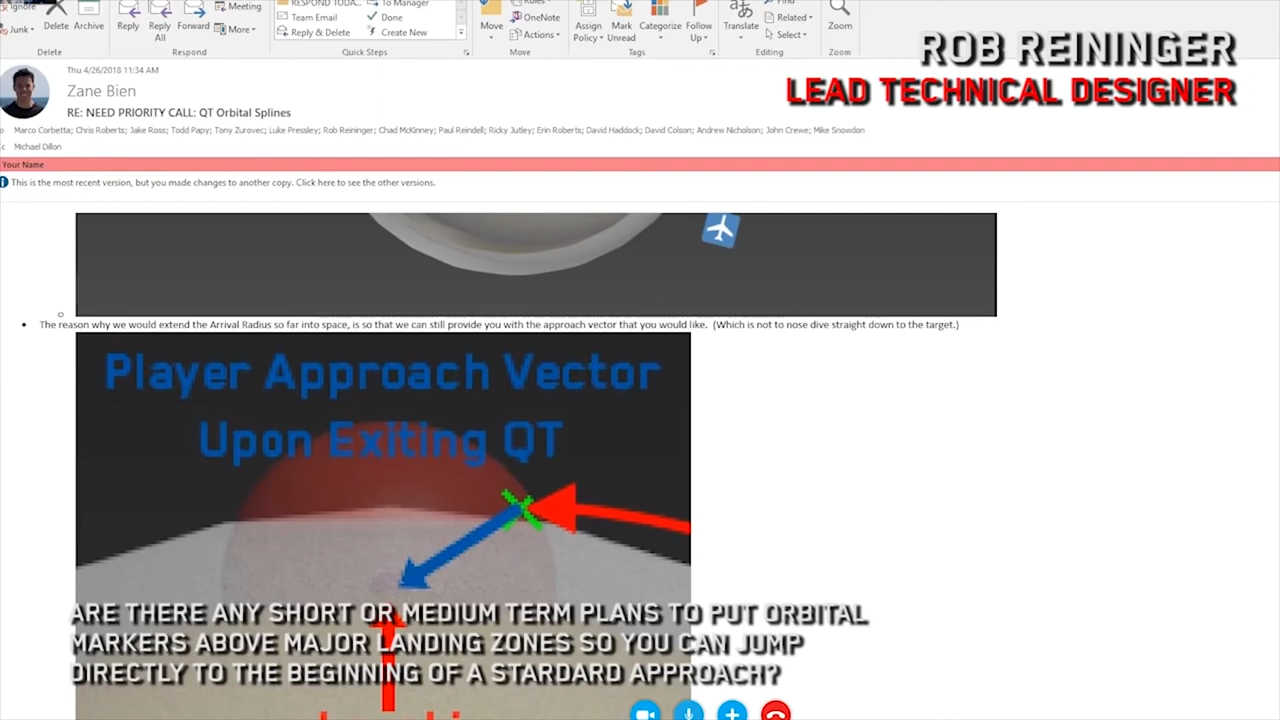 Ignore
Meeting
RESPOND TODA...
To Manager
Rules
Find
Junk
Delete
Archive
Reply
Reply All
Forward
More
Team Email
Done
Reply & Delete
Create New
Move
OneNote
Actions
Assign Policy
Mark Unread
Categorize
Follow Up
Translate
Related
Select
Zoom
Delete
Respond
Quick Steps
Move
Tags
Editing
Zoom
ROB REININGER
LEAD TECHNICAL DESIGNER
Thu 4/26/2018 11:34 AM
Zane Bien
RE: NEED PRIORITY CALL: QT Orbital Splines
Marco Corbetta; Chris Roberts; Jake Ross; Todd Papy; Tony Zurovec; Luke Pressley; Rob Reininger; Chad McKinney; Paul Reindell; Ricky Jutley; Erin Roberts; David Haddock; David Colson; Andrew Nicholson; John Crewe; Mike Snowdon
Michael Dillon
Your Name
This is the most recent version, but you made changes to another copy. Click here to see the other versions.
• The reason why we would extend the Arrival Radius so far into space, is so that we can still provide you with the approach vector that you would like. (Which is not to nose dive straight down to the target.)
Player Approach Vector
Upon Exiting QT
ARE THERE ANY SHORT OR MEDIUM TERM PLANS TO PUT ORBITAL
MARKERS ABOVE MAJOR LANDING ZONES SO YOU CAN JUMP
DIRECTLY TO THE BEGINNING OF A STARDARD APPROACH?